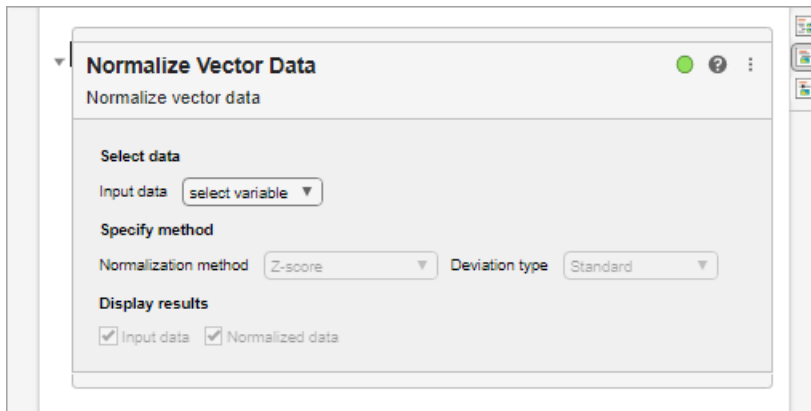 Normalize Vector Data
Normalize vector data
Select data
Input data select variable
Specify method
Normalization method Z-score Deviation type Standard
Display results
Input data Normalized data